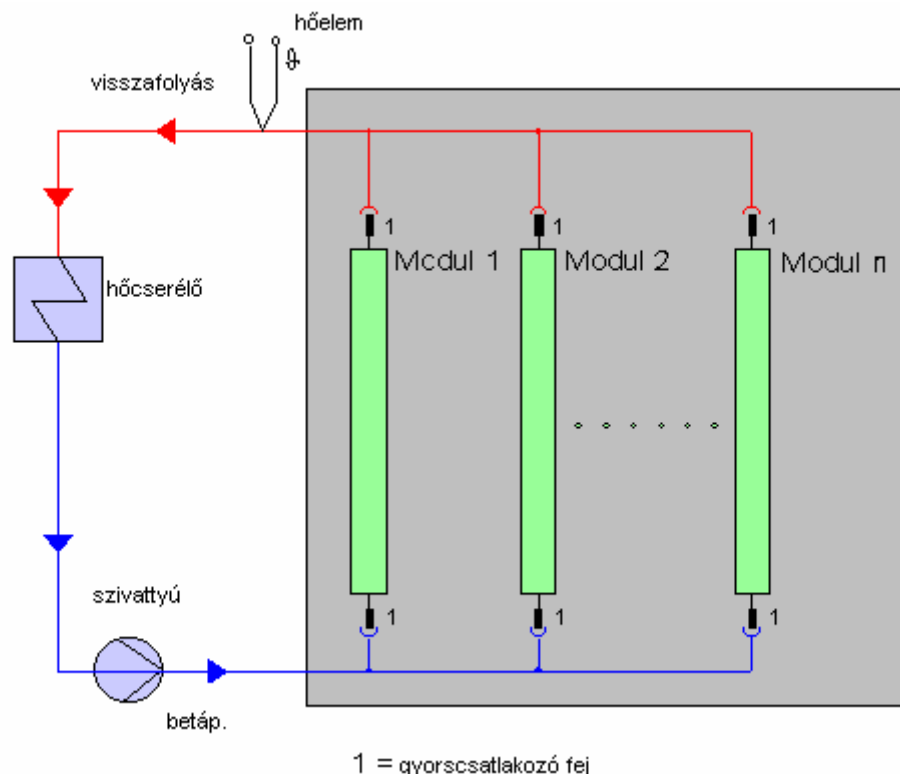 hőelem
ϑ
visszafolyás
1
1
1
Mcdul 1
Modul 2
Modul n
hőcserélő
szivattyú
1
1
1
betáp.
1 = gyorscsatlakozó fej